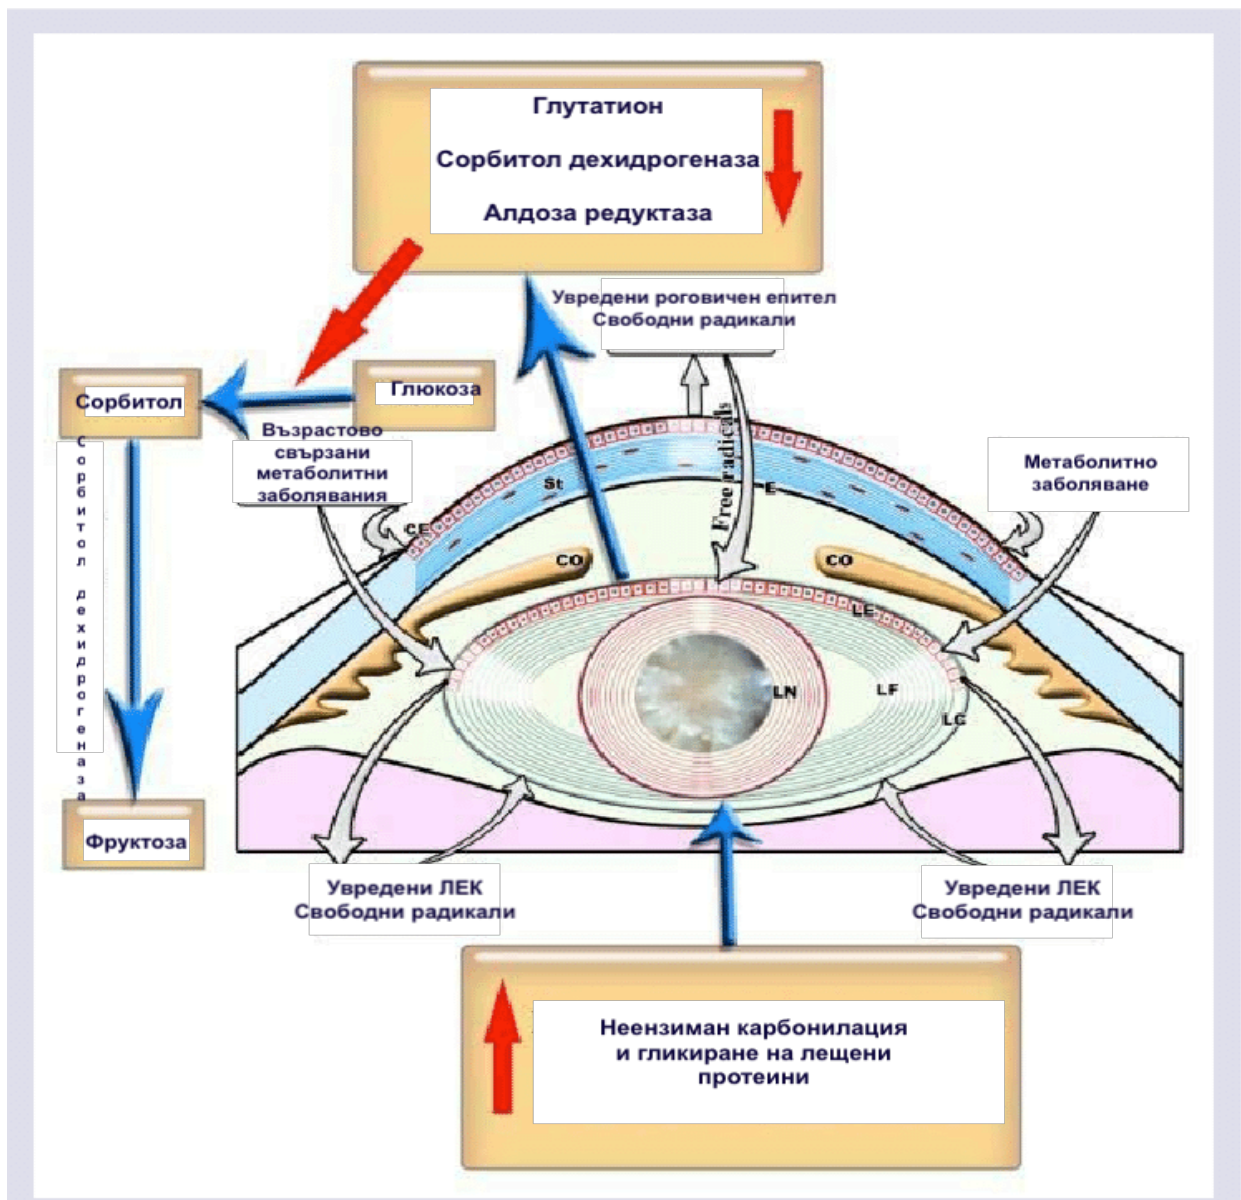 Глутатион
Сорбитол дехидрогеназа
Алдоза редуктаза
Увредени роговичен епител
Свободни радикали
Сорбитол
Глюкоза
Възрастово
свързани
метаболитни
заболявания
Метаболитно
заболяване
Сорбитол дехидрогеназа
Free radicals
St
E
CE
CO
CO
LE
LN
LF
LC
Фруктоза
Увредени ЛЕК
Свободни радикали
Увредени ЛЕК
Свободни радикали
Неензиман карбонилация
и гликиране на лещени
протеини